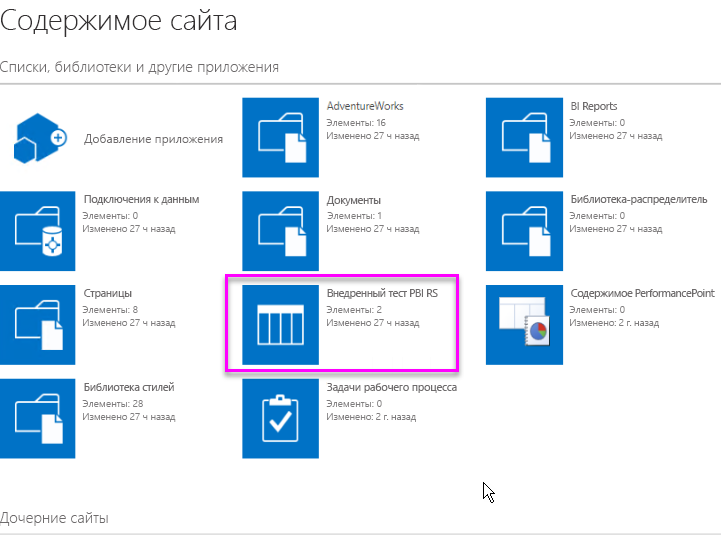 Содержимое сайта
Списки, библиотеки и другие приложения
Добавление приложения
AdventureWorks
Элементы: 16
Изменено 27 ч назад
BI Reports
Элементы: 0
Изменено 27 ч назад
Подключения к данным
Элементы: 0
Изменено 27 ч назад
Документы
Элементы: 1
Изменено 27 ч назад
Библиотека-распределитель
Элементы: 0
Изменено 27 ч назад
Страницы
Элементы: 8
Изменено 27 ч назад
Внедренный тест PBI RS
Элементы: 2
Изменено 27 ч назад
Содержимое PerformancePoint
Элементы: 0
Изменено: 2 г. назад
Библиотека стилей
Элементы: 28
Изменено 27 ч назад
Задачи рабочего процесса
Элементы: 0
Изменено: 2 г. назад
Дочерние сайты